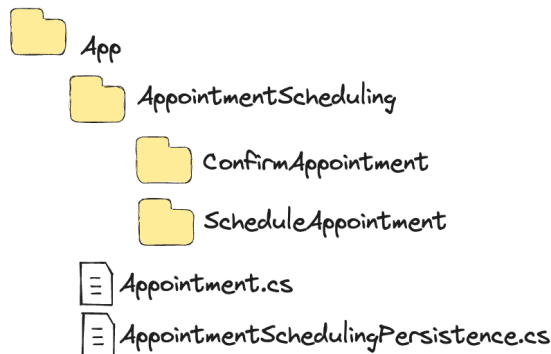 App
AppointmentScheduling
ConfirmAppointment
ScheduleAppointment
Appointment.cs
AppointmentSchedulingPersistence.cs